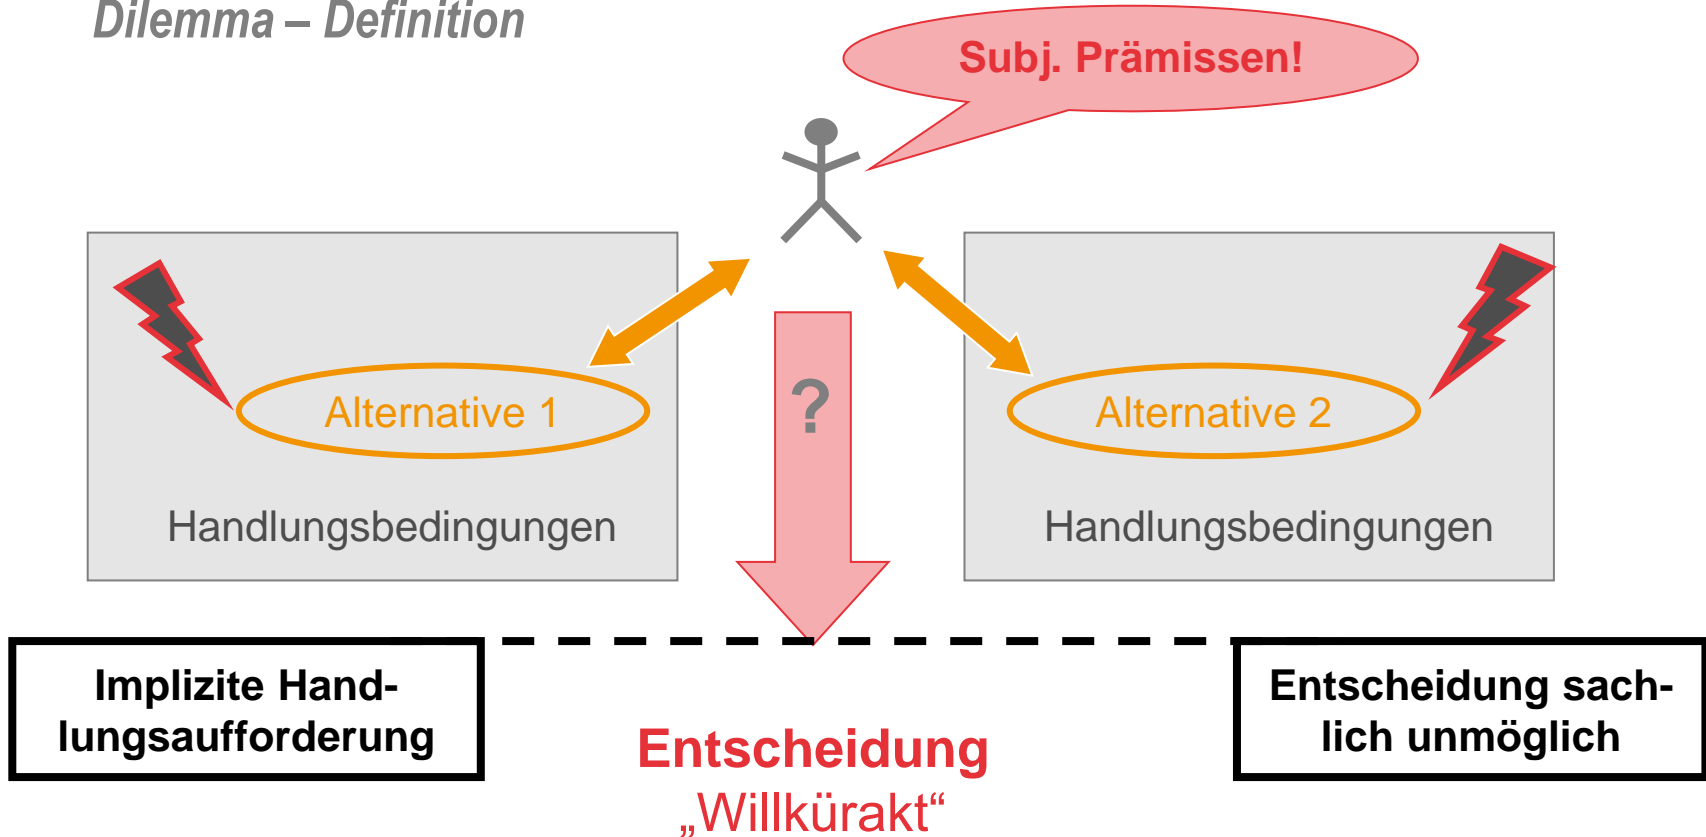 Dilemma – Definition
Subj. Prämissen!
?
Alternative 1
Alternative 2
Handlungsbedingungen
Handlungsbedingungen
Implizite Hand-
lungsaufforderung
Entscheidung sach-
lich unmöglich
Entscheidung
„Willkürakt“